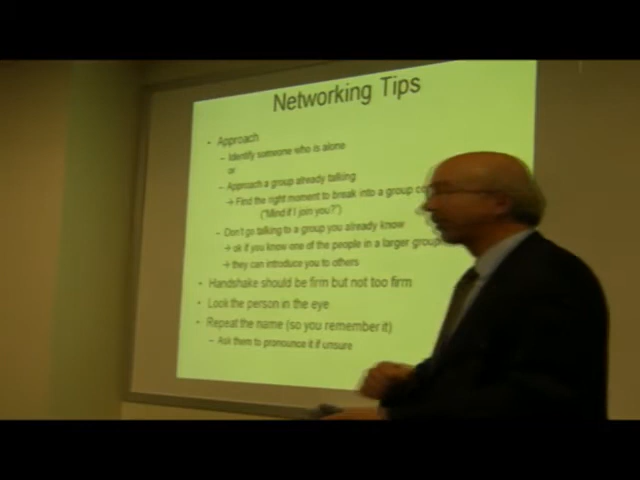 Networking Tips
• Approach
– Identify someone who is alone
or
– Approach a group already talking
→ Find the right moment to break into a group
("Mind if I join you?")
– Don't go talking to a group you already know
→ ok if you know one of the people in a larger group
→ they can introduce you to others
• Handshake should be firm but not too firm
• Look the person in the eye
• Repeat the name (so you remember it)
– Ask them to pronounce it if unsure